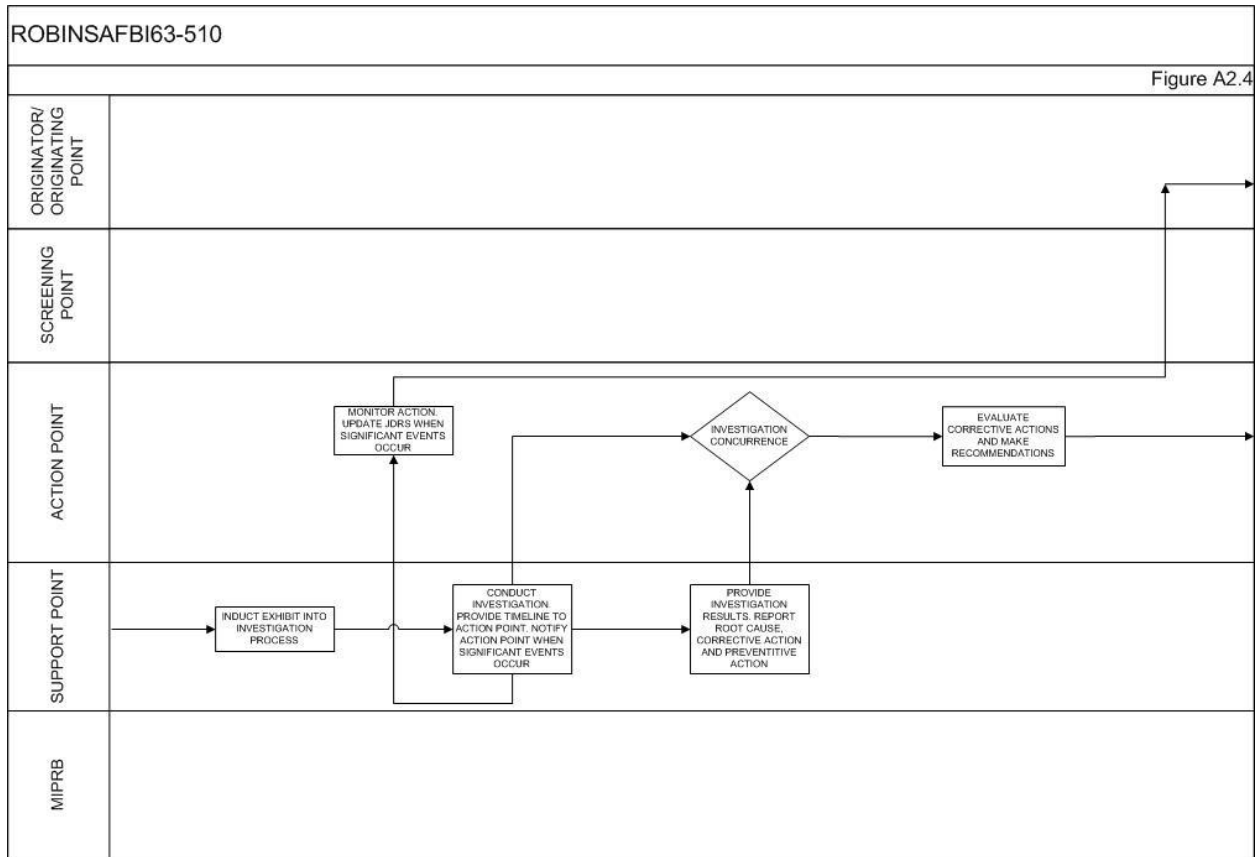 ROBINSAFBI63-510
Figure A2.4
ORIGINATOR/
ORIGINATING
POINT
SCREENING
POINT
ACTION POINT
MONITOR ACTION.
UPDATE JDRS WHEN
SIGNIFICANT EVENTS
OCCUR
INVESTIGATION
CONCURRENCE
EVALUATE
CORRECTIVE ACTIONS
AND MAKE
RECOMMENDATIONS
SUPPORT POINT
INDUCT EXHIBIT INTO
INVESTIGATION
PROCESS
CONDUCT
INVESTIGATION.
PROVIDE TIMELINE TO
ACTION POINT. NOTIFY
ACTION POINT WHEN
SIGNIFICANT EVENTS
OCCUR
PROVIDE
INVESTIGATION
RESULTS. REPORT
ROOT CAUSE,
CORRECTIVE ACTION
AND PREVENTITIVE
ACTION
MIPRB